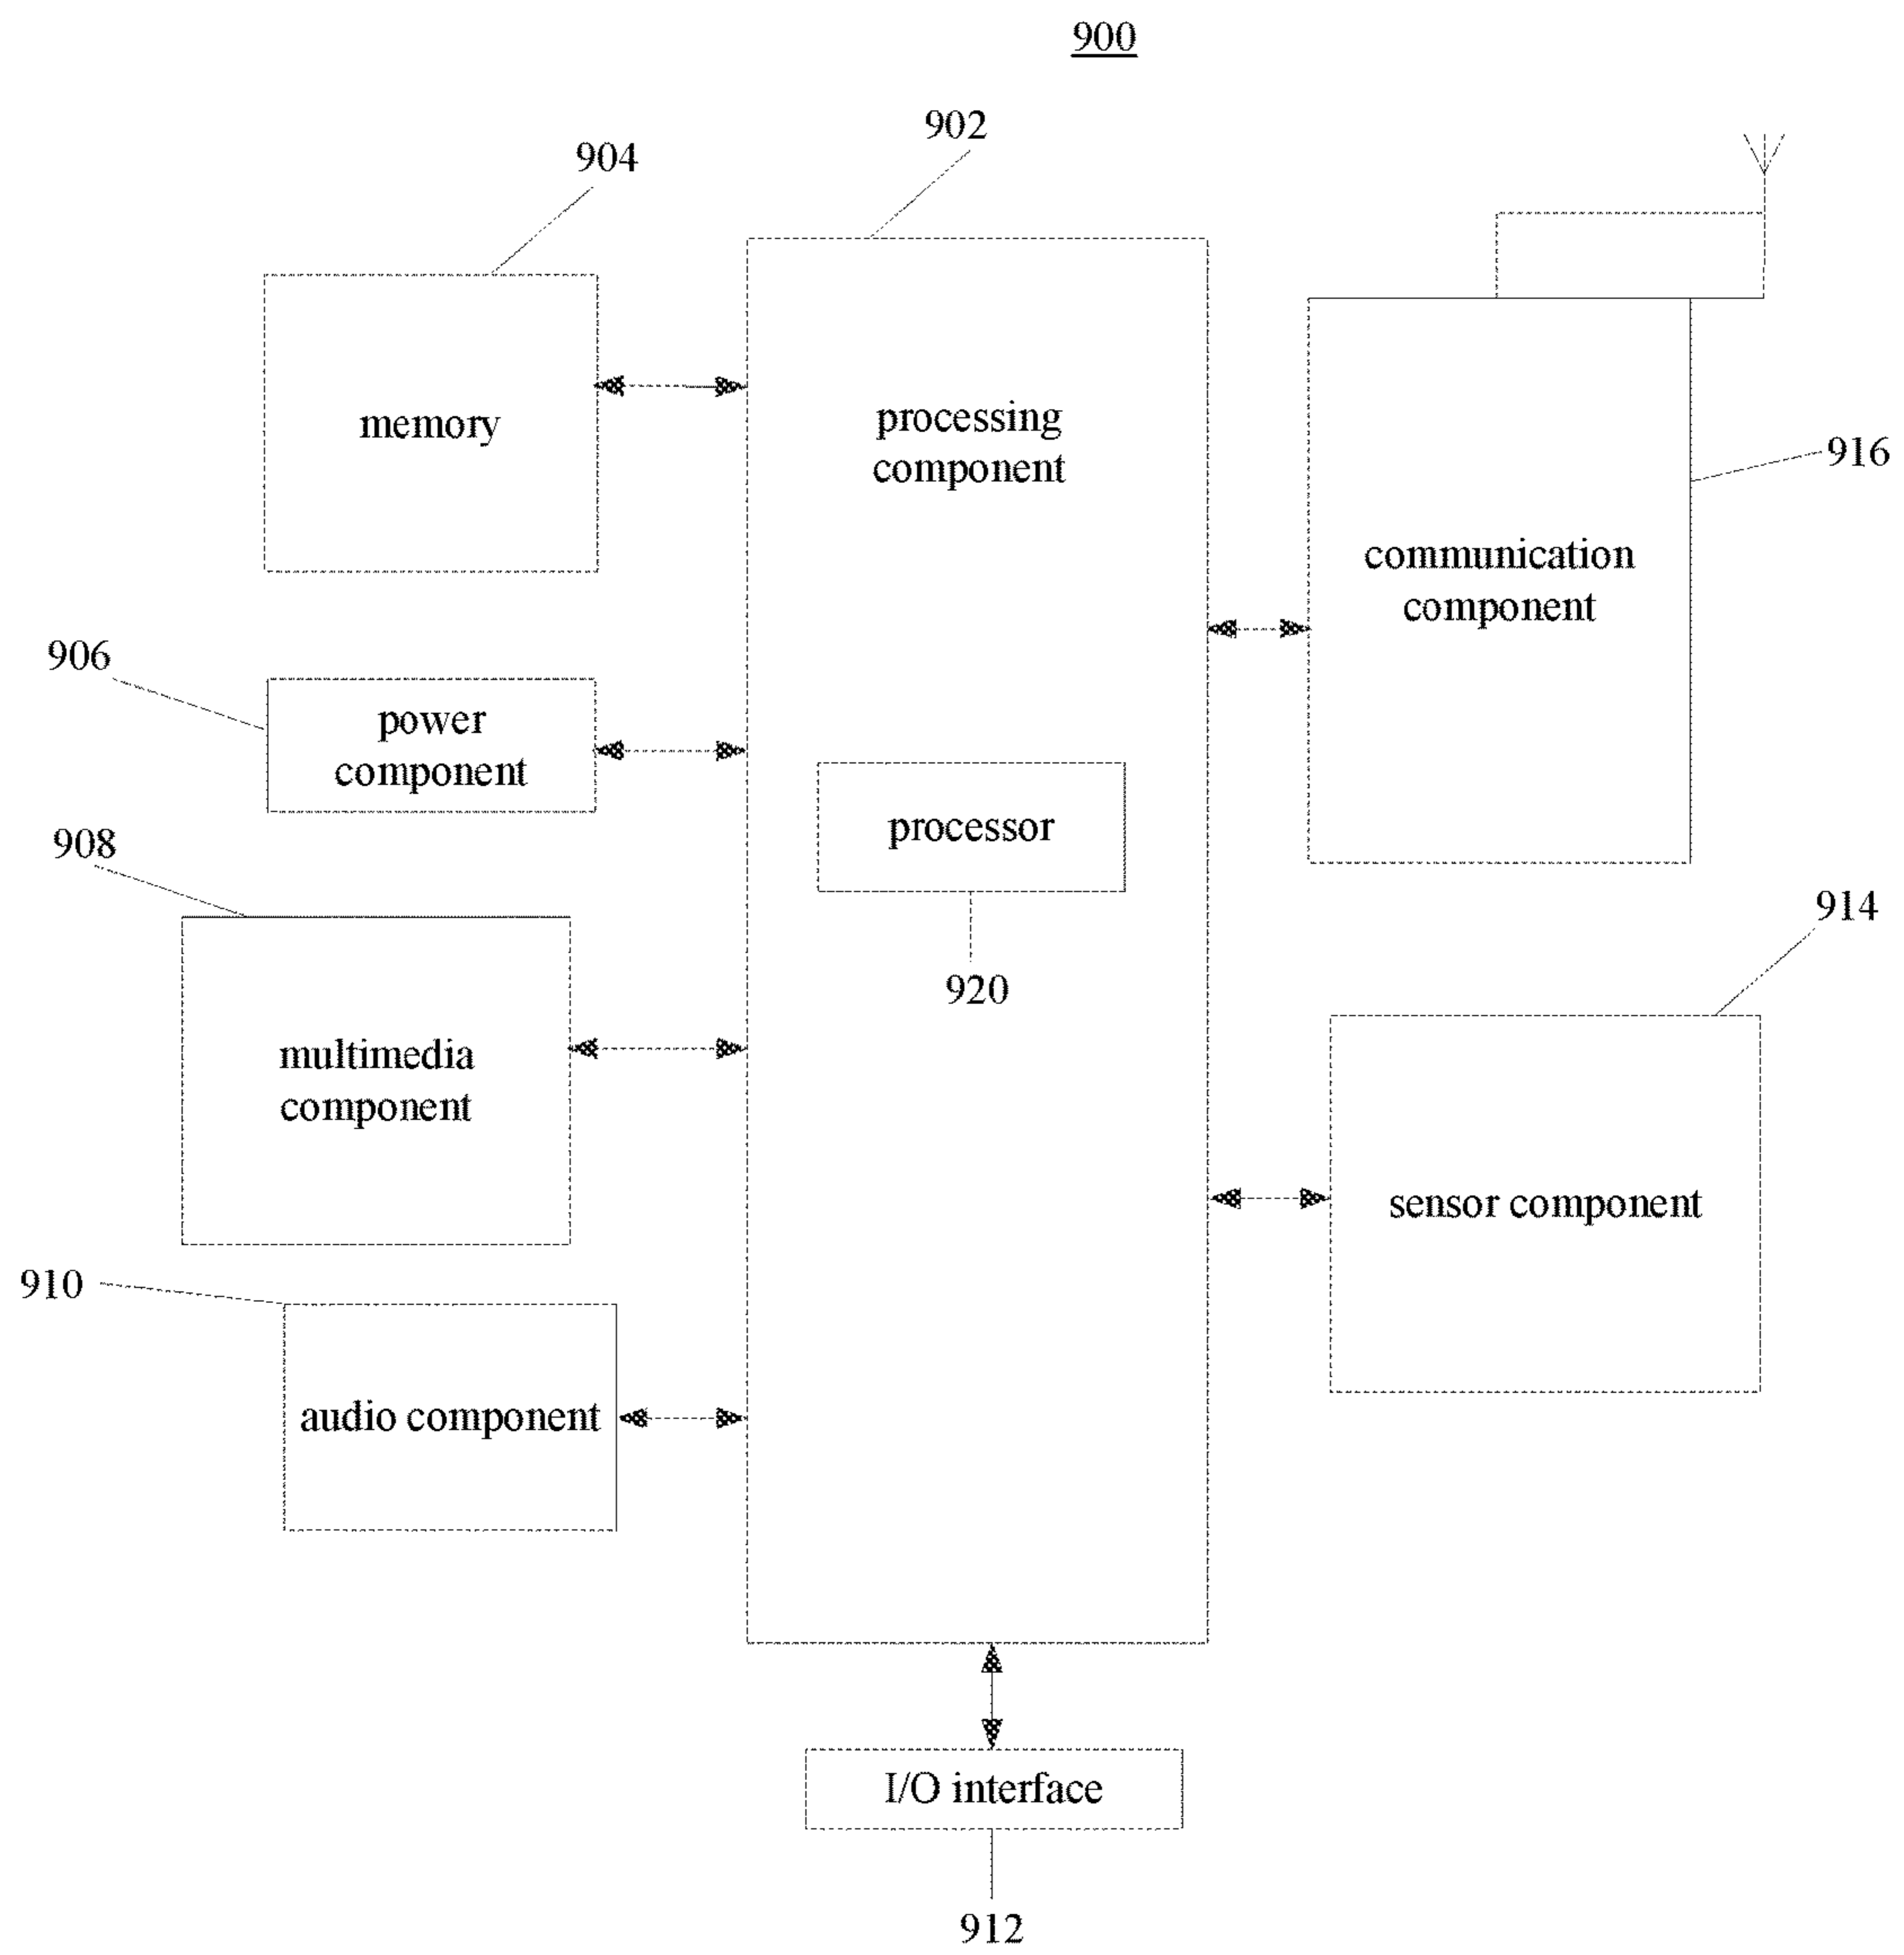 900
902
904
memory
processing
component
916
communication
component
906
power
component
processor
908
914
920
multimedia
component
sensor component
910
audio component
I/O interface
912